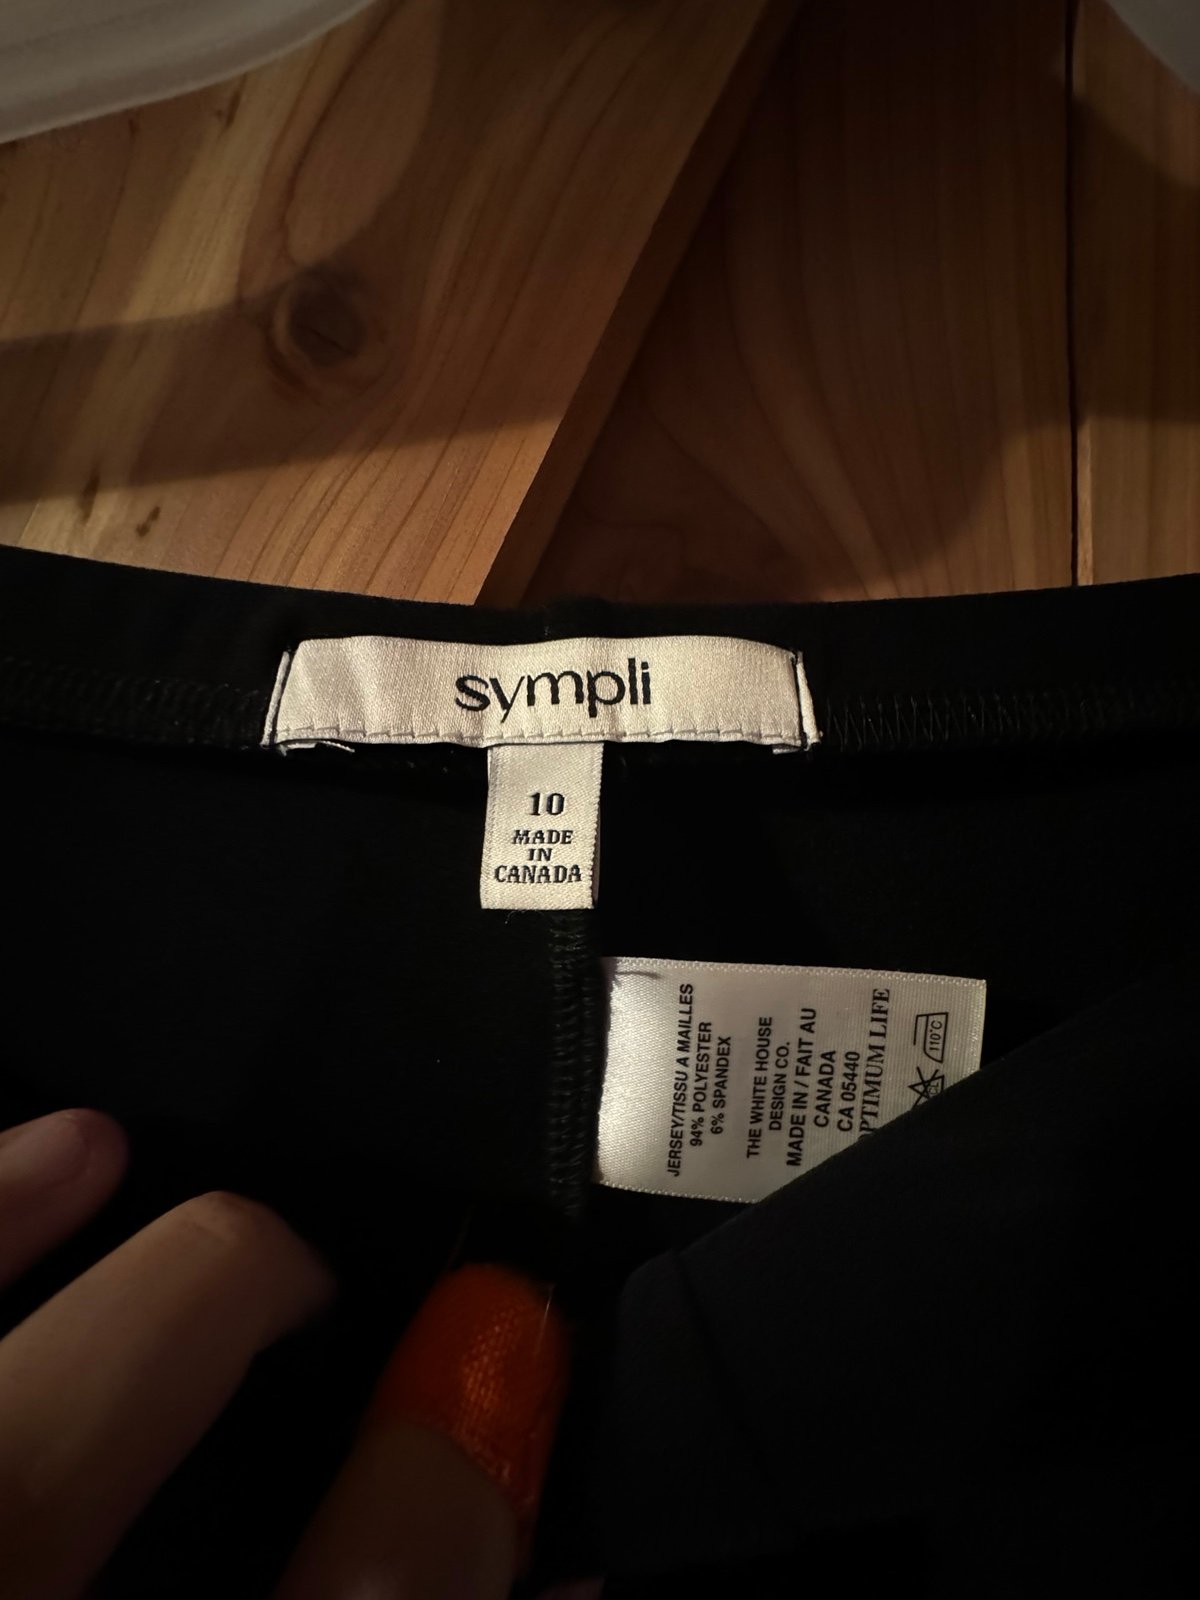 sympli
10
MADE
IN
CANADA
JERSEY/TISSU A MAILLES
94% POLYESTER
6% SPANDEX
THE WHITE HOUSE
DESIGN CO.
MADE IN / FAIT AU
CANADA
CA 05440
OPTIMUM LIFE
110°C